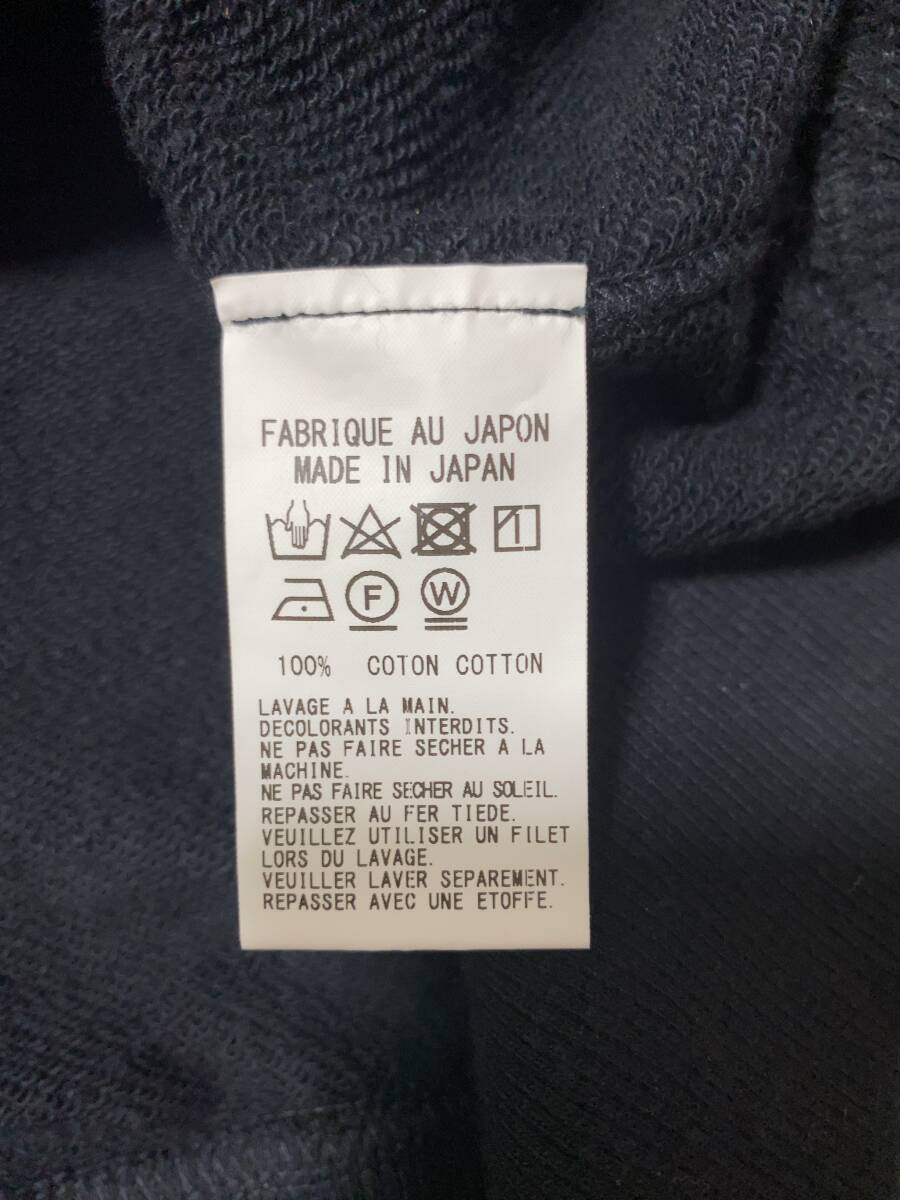 FABRIQUE AU JAPON
MADE IN JAPAN
F W
100% COTON COTTON
LAVAGE A LA MAIN.
DECOLORANTS INTERDITS.
NE PAS FAIRE SECHER A LA
MACHINE.
NE PAS FAIRE SECHER AU SOLEIL.
REPASSER AU FER TIEDE.
VEUILLEZ UTILISER UN FILET
LORS DU LAVAGE.
VEUILLER LAVER SEPAREMENT.
REPASSER AVEC UNE ETOFFE.